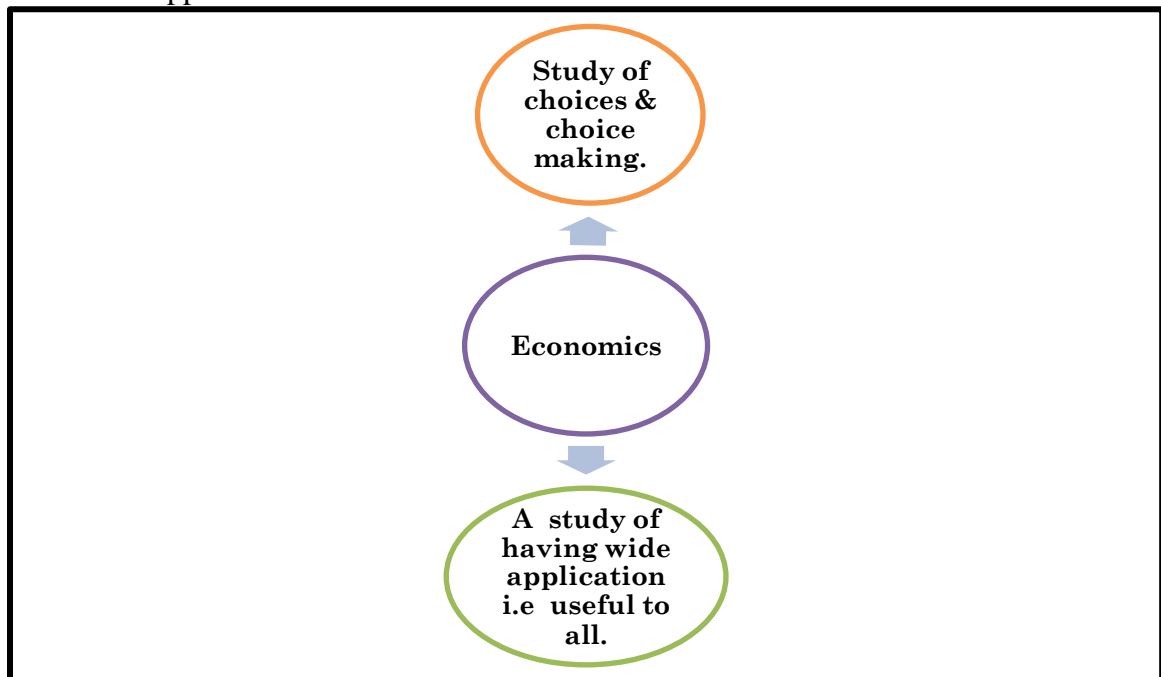 Study of
choices &
choice
making.
Economics
A study of
having wide
application
i.e useful to
all.